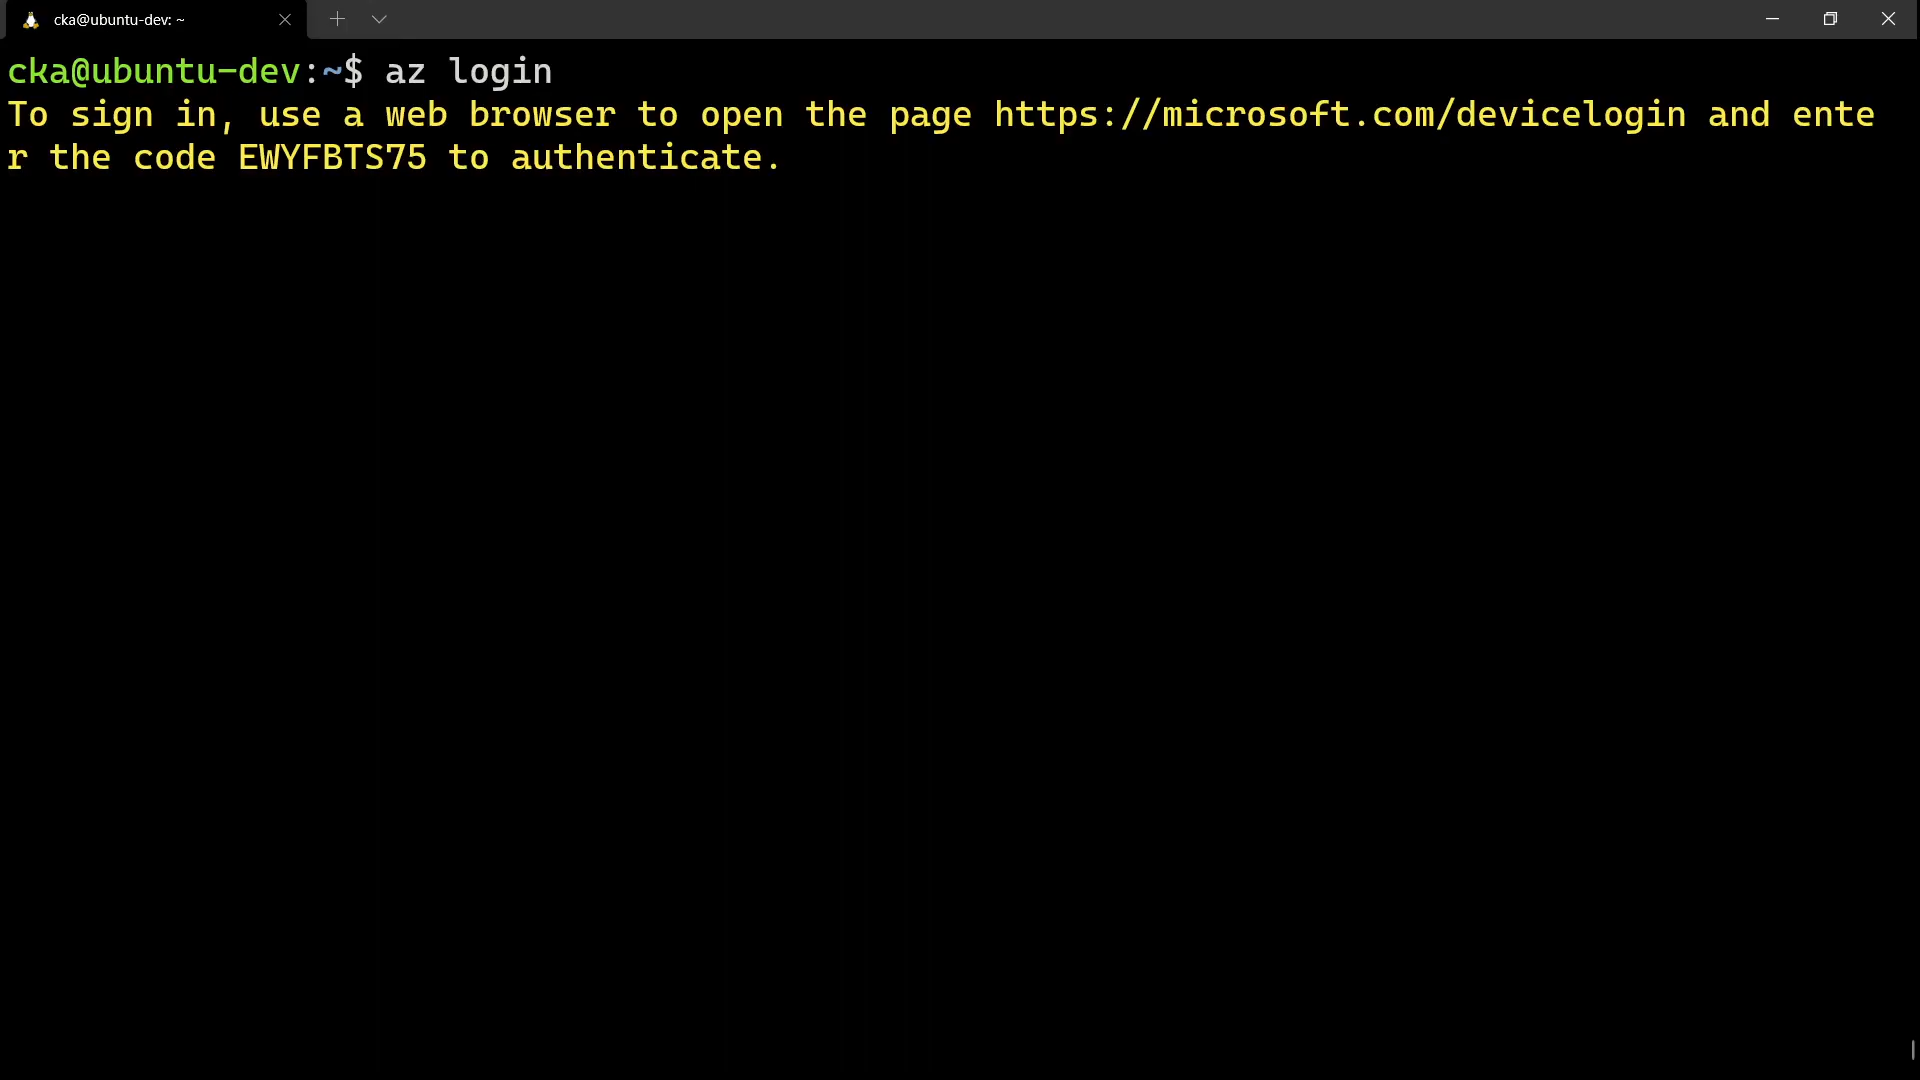 cka@ubuntu-dev: ~
cka@ubuntu-dev:~$ az login
To sign in, use a web browser to open the page https://microsoft.com/devicelogin and ente
r the code EWYFBTS75 to authenticate.